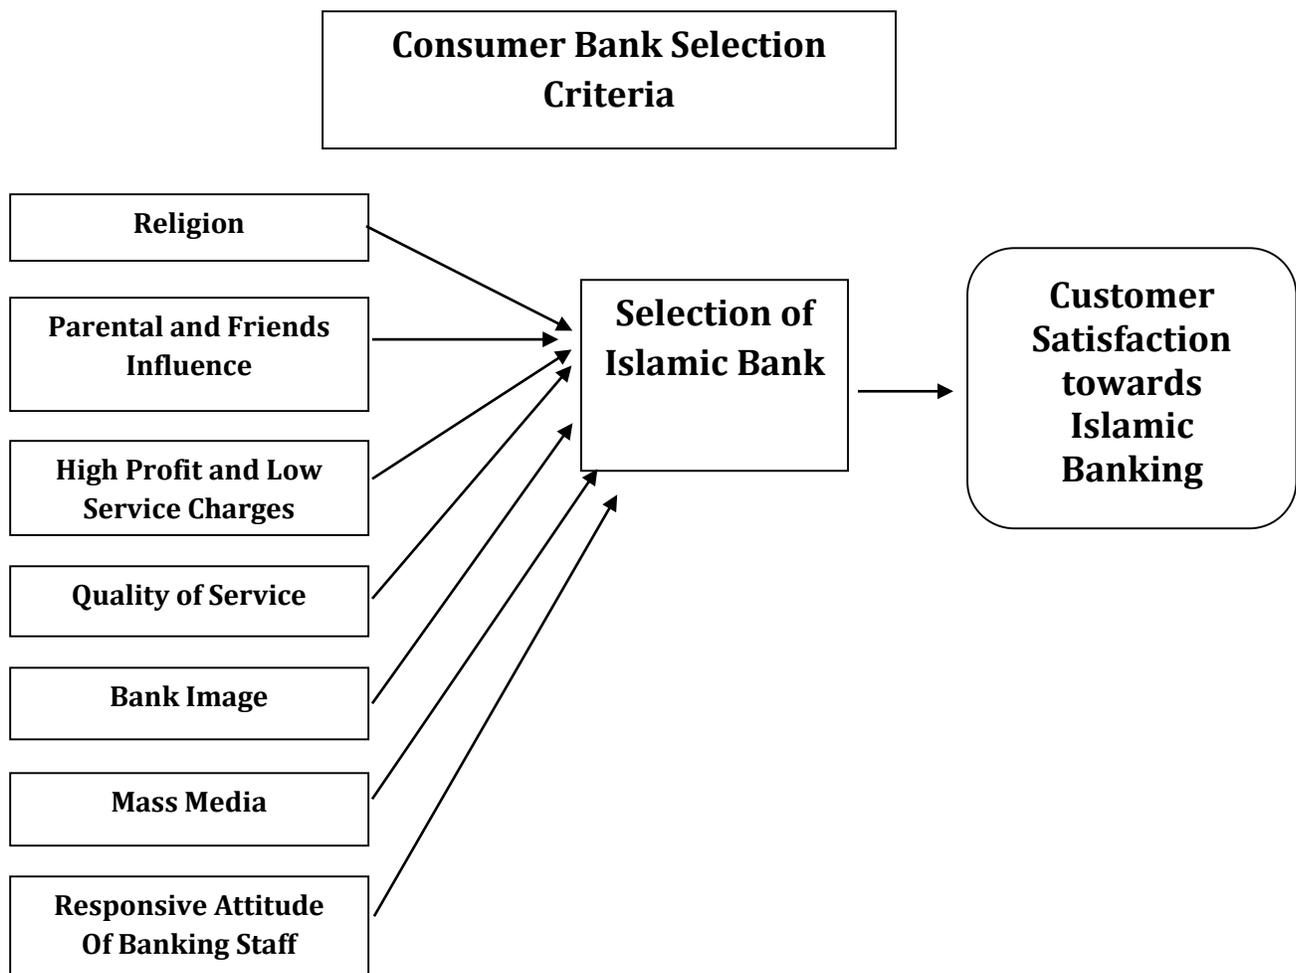 Consumer Bank Selection
Criteria
Religion
Parental and Friends
Influence
High Profit and Low
Service Charges
Quality of Service
Bank Image
Mass Media
Responsive Attitude
Of Banking Staff
Selection of
Islamic Bank
Customer
Satisfaction
towards
Islamic
Banking